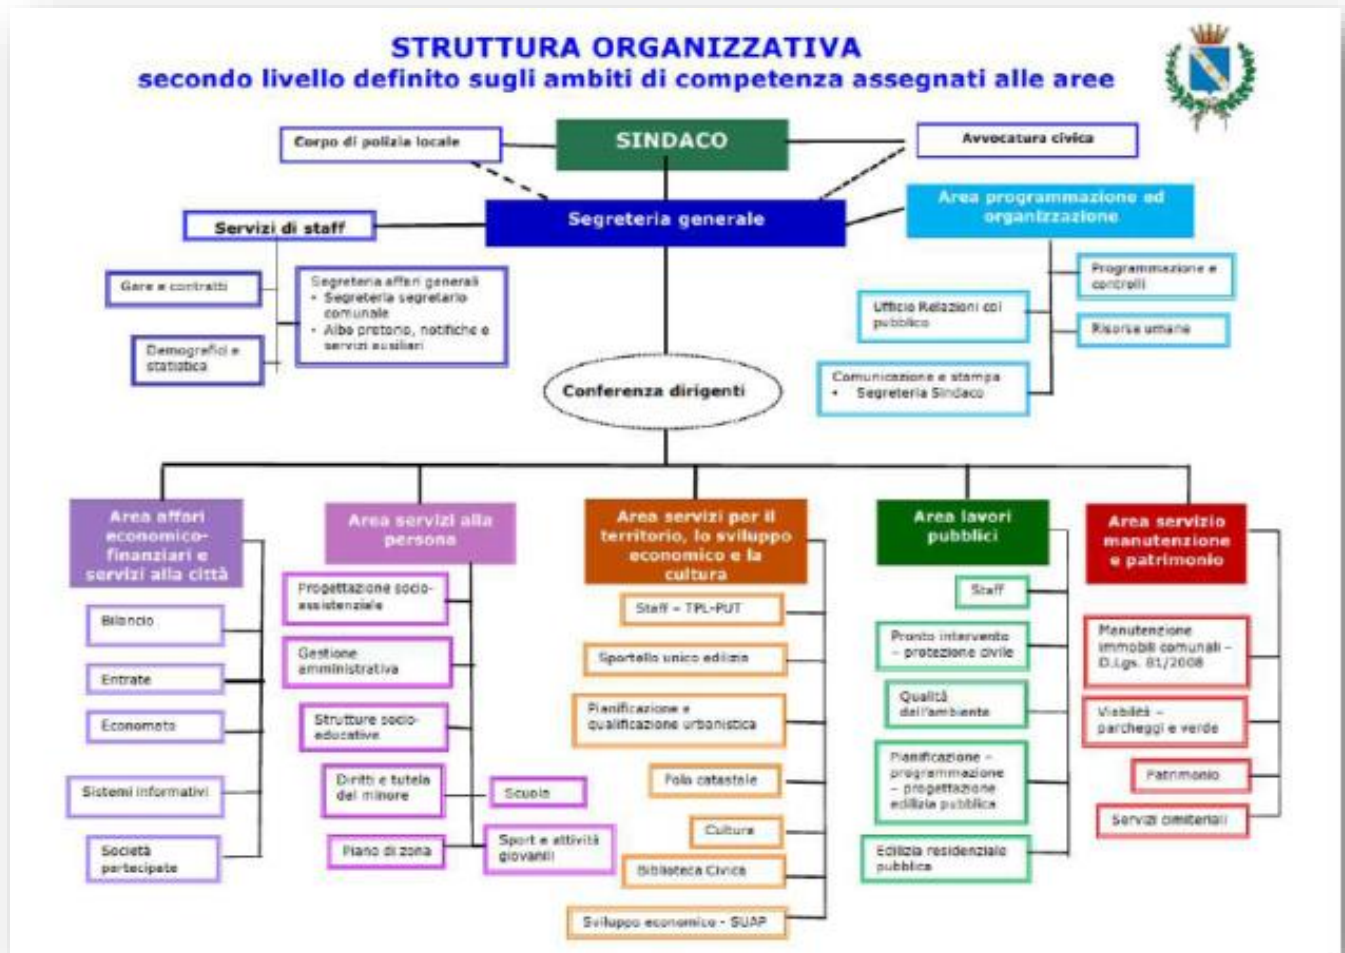 STRUTTURA ORGANIZZATIVA
secondo livello definito sugli ambiti di competenza assegnati alle aree
Corpo di polizia locale
SINDACO
Avvocatura civica
Servizi di staff
Segreteria generale
Area programmazione ed
organizzazione
Gare e contratti
Segreteria affari generali
• Segreteria segretario
comunale
• Albo pretorio, notifiche e
servizi ausiliari
Demografici e
statistica
Programmazione e
controlli
Ufficio Relazioni col
pubblico
Risorse umane
Comunicazione e stampa
• Segreteria Sindaco
Conferenza dirigenti
Area affari
economico-
finanziari e
servizi alla città
Bilancio
Entrate
Economato
Sistemi informativi
Società
partecipate
Area servizi alla
persona
Progettazione socio-
assistenziale
Gestione
amministrativa
Strutture socio-
educative
Diritti e tutela
del minore
Scuola
Piano di zona
Sport e attività
giovanili
Area servizi per il
territorio, lo sviluppo
economico e la
cultura
Staff – TPL-PUT
Sportello unico edilizia
Pianificazione e
qualificazione urbanistica
Polo catastale
Cultura
Biblioteca Civica
Sviluppo economico - SUAP
Area lavori
pubblici
Staff
Pronto intervento
– protezione civile
Qualità
dell'ambiente
Pianificazione –
programmazione
– progettazione
edilizia pubblica
Edilizia residenziale
pubblica
Area servizio
manutenzione
e patrimonio
Manutenzione
immobili comunali –
D.Lgs. 81/2008
Viabilità –
parcheggi e verde
Patrimonio
Servizi cimiteriali